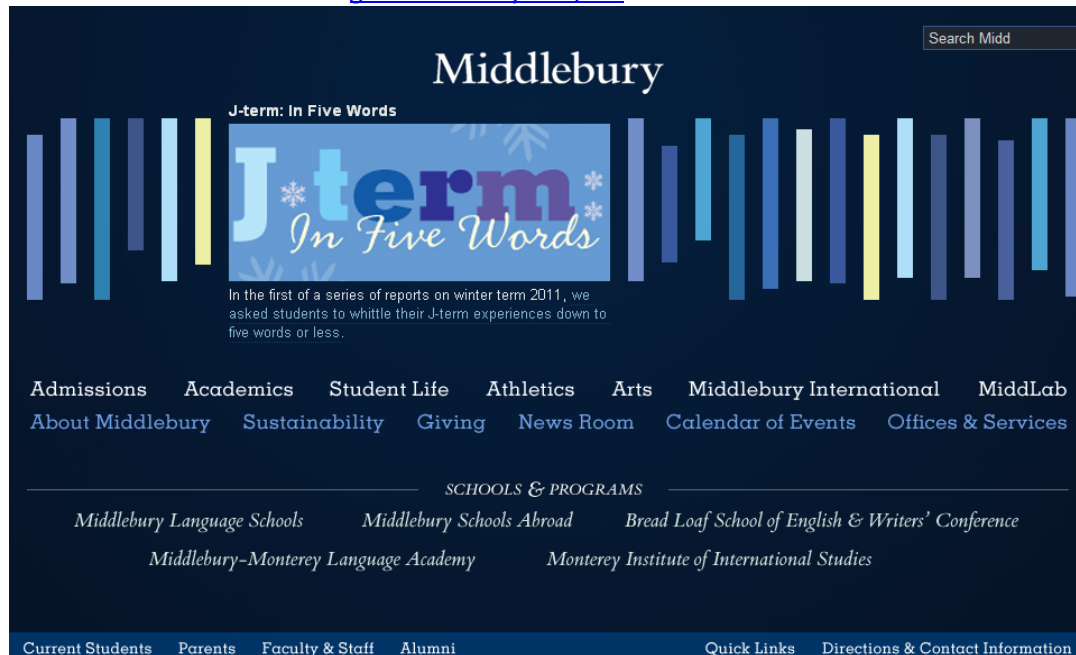 Search Midd
Middlebury
J-term: In Five Words
J*term:
In Five Words
In the first of a series of reports on winter term 2011, we
asked students to whittle their J-term experiences down to
five words or less.
Admissions Academics Student Life Athletics Arts Middlebury International MiddLab
About Middlebury Sustainability Giving News Room Calendar of Events Offices & Services
SCHOOLS & PROGRAMS
Middlebury Language Schools Middlebury Schools Abroad Bread Loaf School of English & Writers' Conference
Middlebury-Monterey Language Academy Monterey Institute of International Studies
Current Students Parents Faculty & Staff Alumni Quick Links Directions & Contact Information